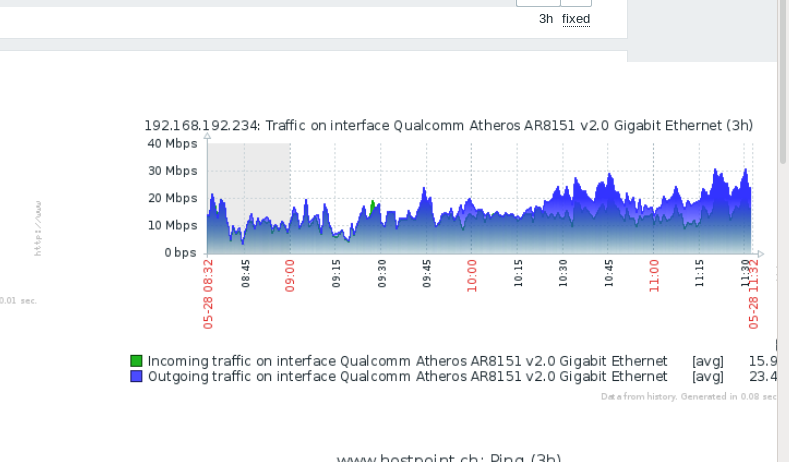 3h fixed
192.168.192.234: Traffic on interface Qualcomm Atheros AR8151 v2.0 Gigabit Ethernet (3h)
40 Mbps
30 Mbps
20 Mbps
10 Mbps
0 bps
http://www
05-28 08:32
08:45
09:00
09:15
09:30
09:45
10:00
10:15
10:30
10:45
11:00
11:15
11:30
05-28 11:32
0.01 sec.
Incoming traffic on interface Qualcomm Atheros AR8151 v2.0 Gigabit Ethernet [avg] 15.9
Outgoing traffic on interface Qualcomm Atheros AR8151 v2.0 Gigabit Ethernet [avg] 23.4
Data from history. Generated in 0.08 sec
www.hostpoint.ch: Ping (3h)